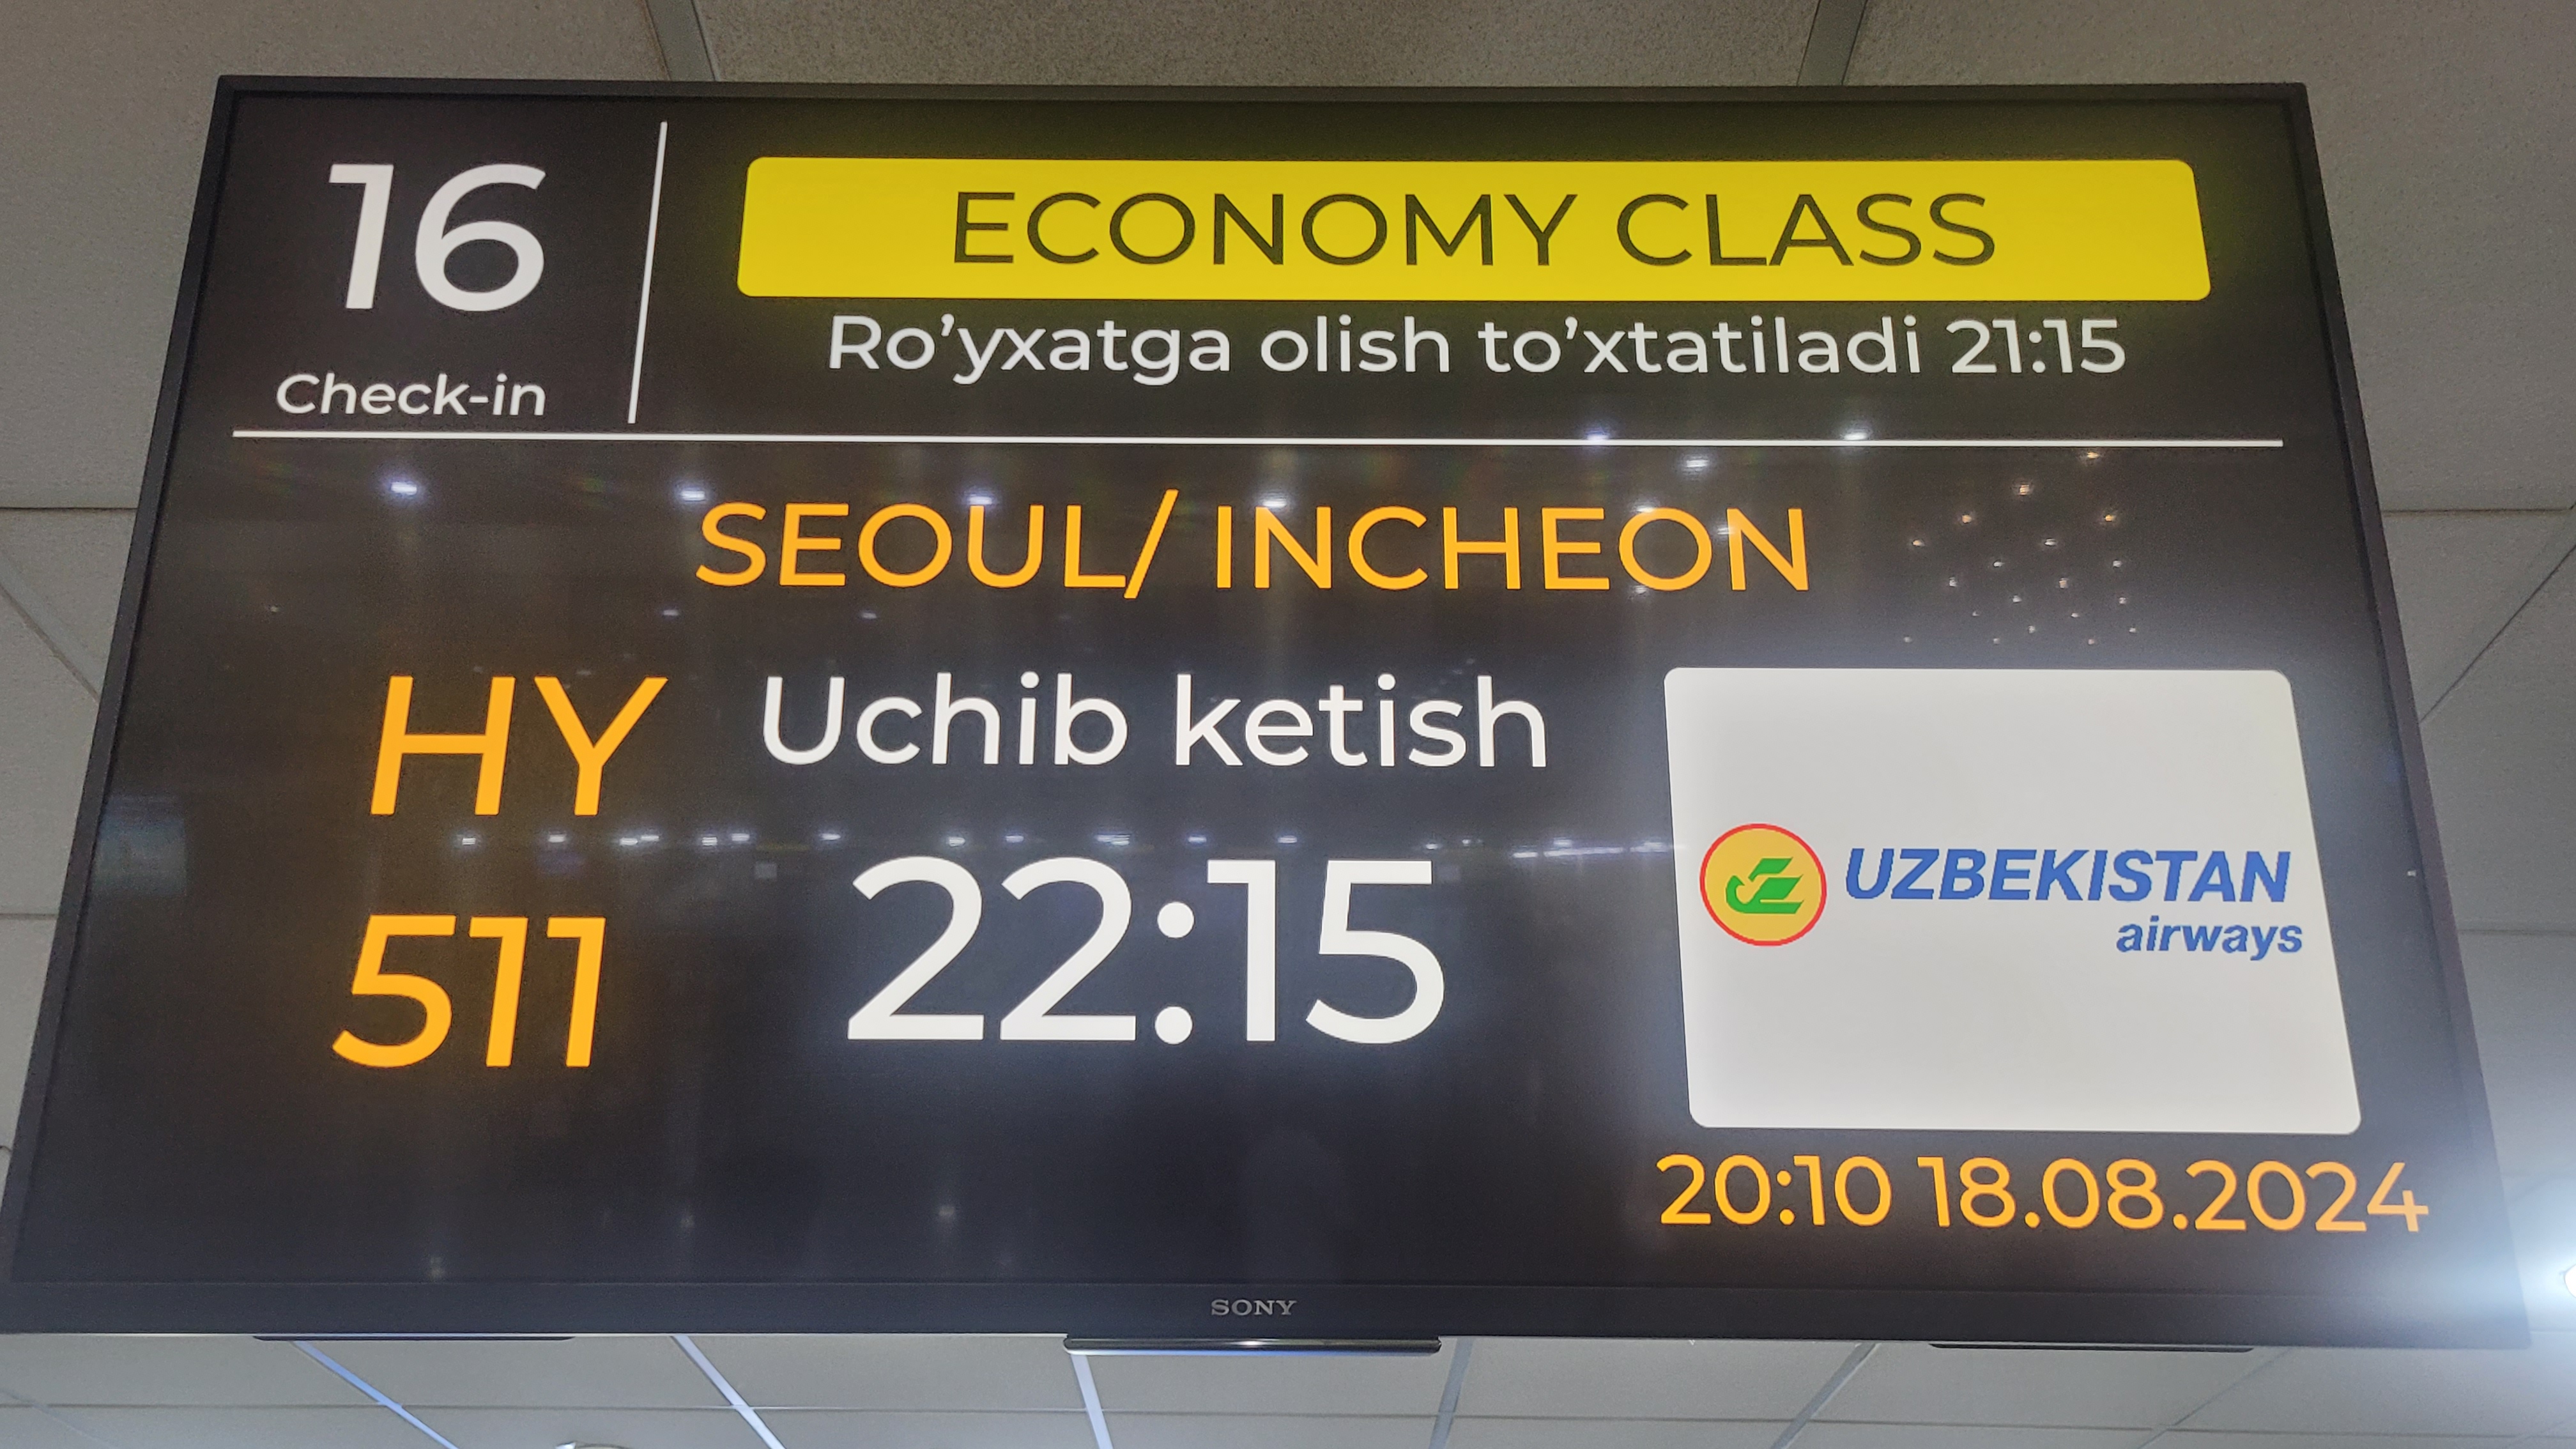 16
Check-in
ECONOMY CLASS
Ro’yxatga olish to’xtatiladi 21:15
SEOUL/ INCHEON
HY
511
Uchib ketish
22:15
UZBEKISTAN
airways
20:10 18.08.2024
SONY